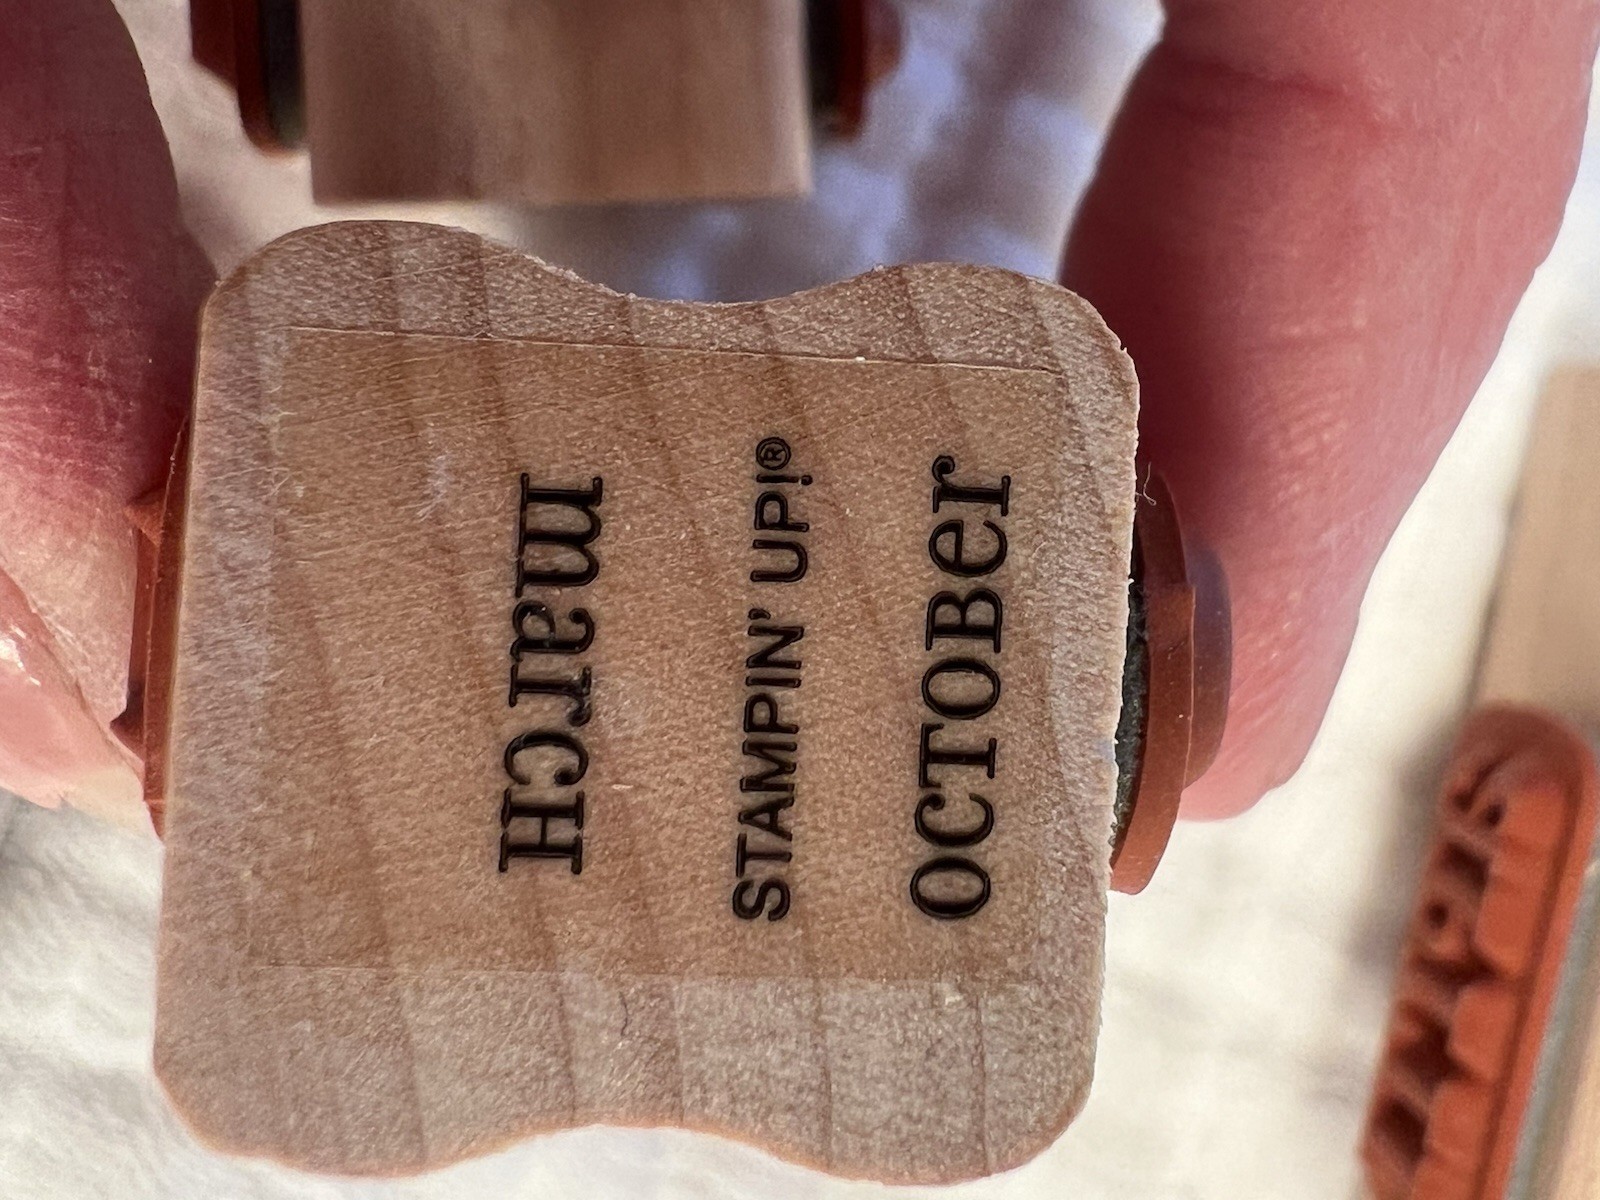 marcH
STAMPIN' UP!®
OCTOBer